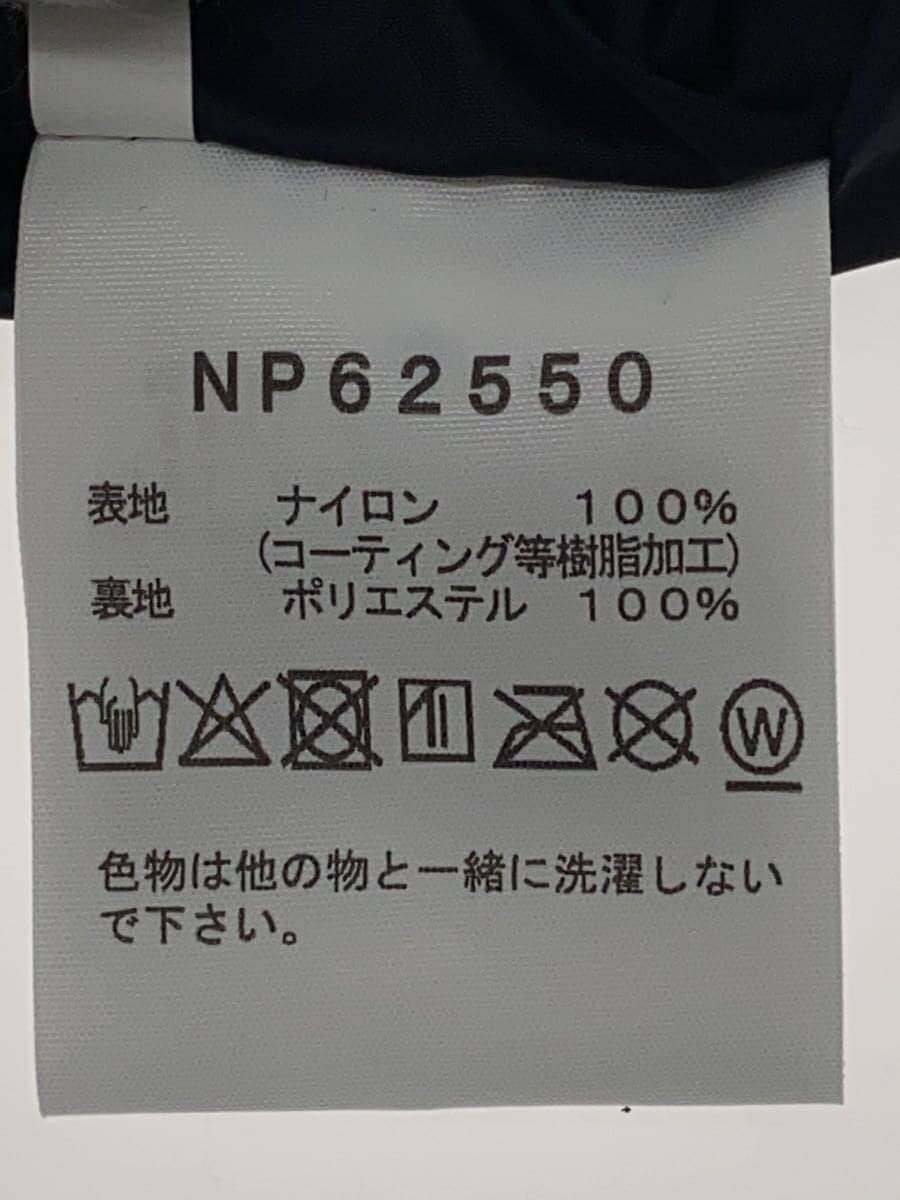 NP62550
表地 ナイロン 100%
(コーティング等樹脂加工)
裏地 ポリエステル 100%
W
色物は他の物と一緒に洗濯しない
で下さい。